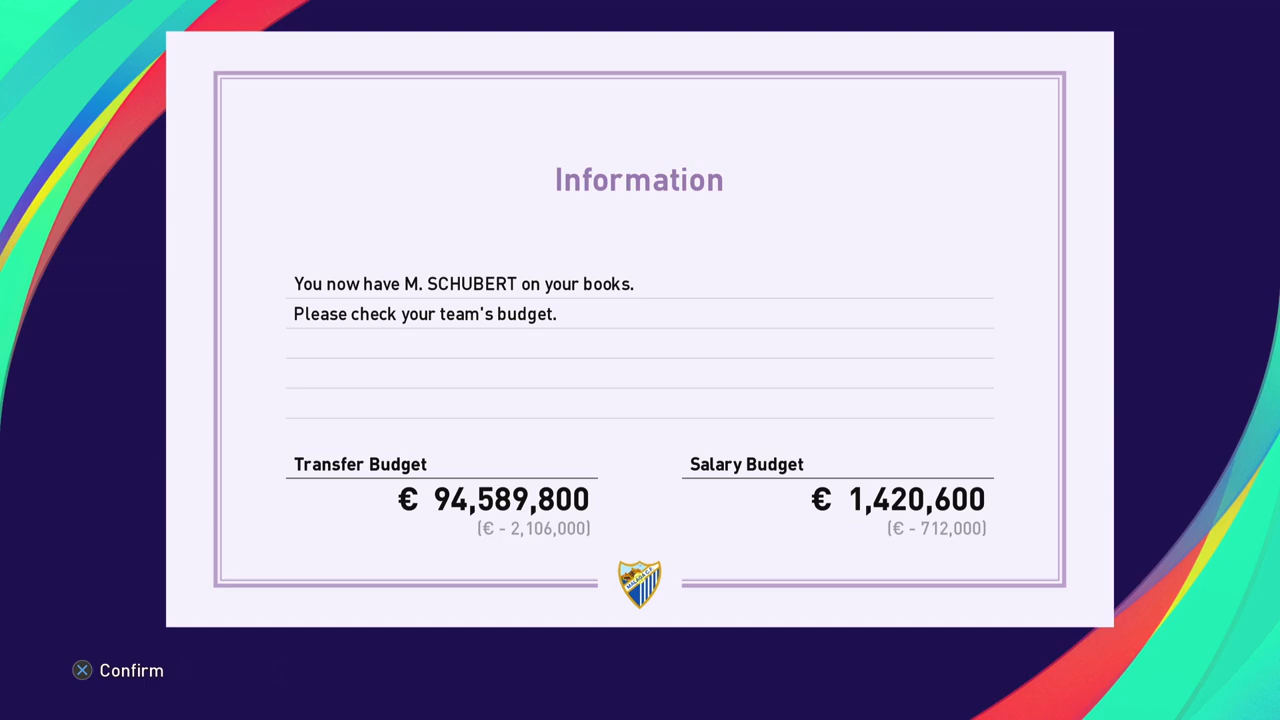 Information
You now have M. SCHUBERT on your books.
Please check your team's budget.
Transfer Budget
€ 94,589,800
(€ - 2,106,000)
Salary Budget
€ 1,420,600
(€ - 712,000)
MALAGA C.F.
Confirm